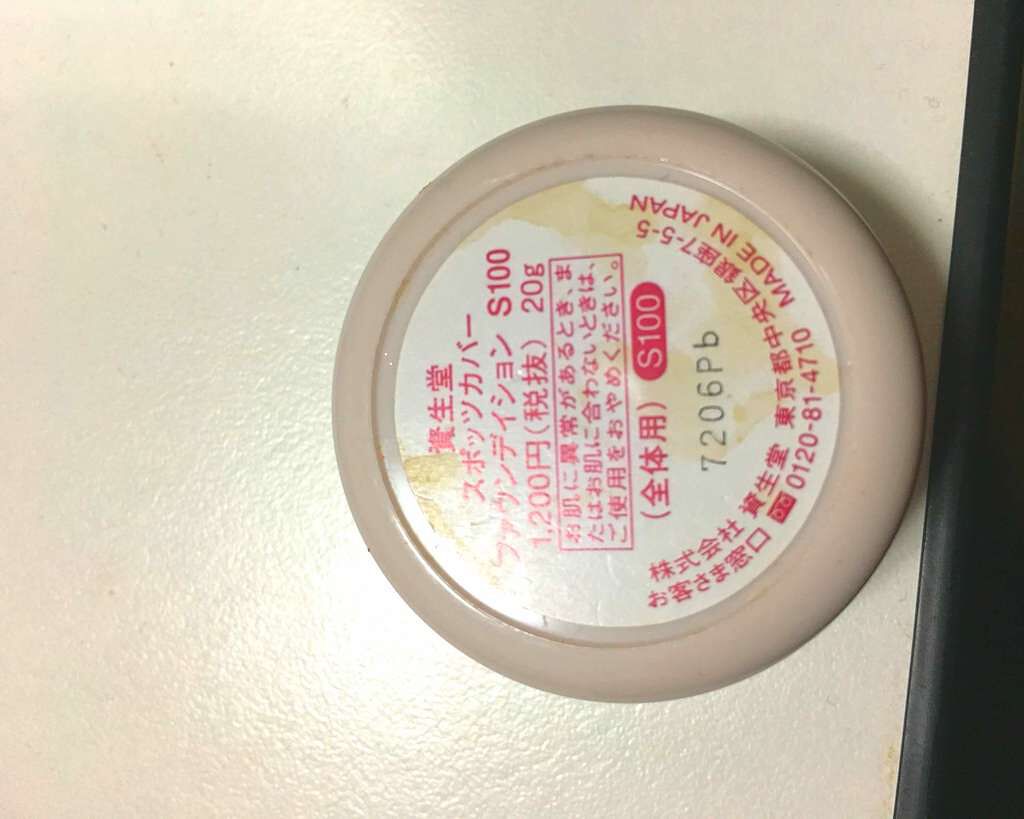 資生堂
スポッツカバー
ファウンデイション S100
1,200円(税抜) 20g
お肌に異常があるとき、ま
たはお肌に合わないときは、
ご使用をおやめください。
(全体用) S100
7206Pb
株式会社 資生堂 東京都中央区銀座7-5-5
お客さま窓口 0120-81-4710 MADE IN JAPAN